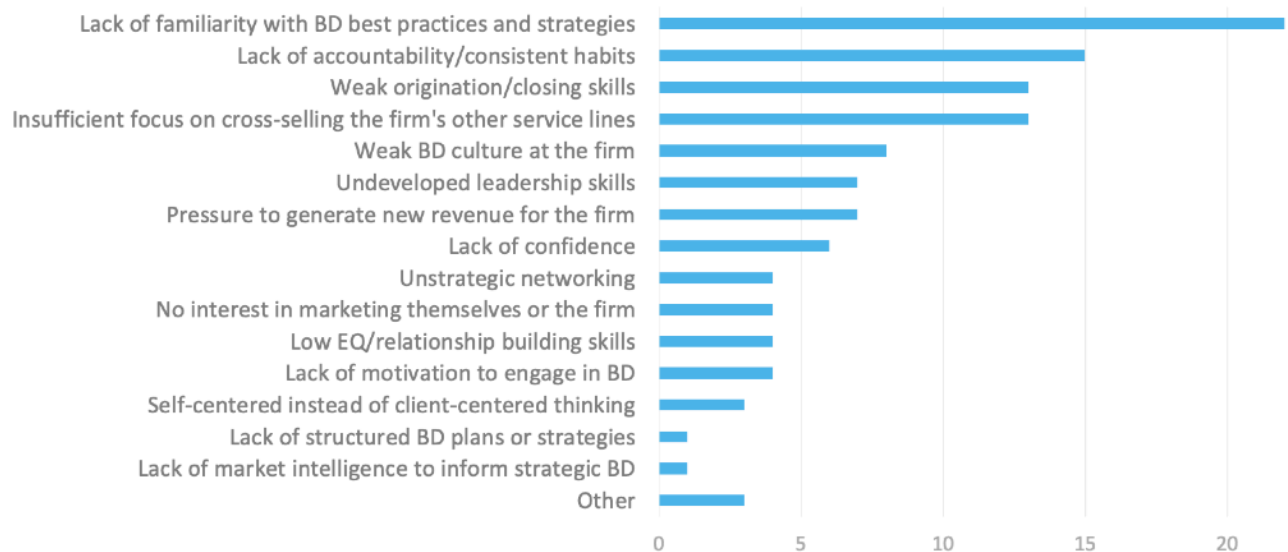 Lack of familiarity with BD best practices and strategies
Lack of accountability/consistent habits
Weak origination/closing skills
Insufficient focus on cross-selling the firm's other service lines
Weak BD culture at the firm
Undeveloped leadership skills
Pressure to generate new revenue for the firm
Lack of confidence
Unstrategic networking
No interest in marketing themselves or the firm
Low EQ/relationship building skills
Lack of motivation to engage in BD
Self-centered instead of client-centered thinking
Lack of structured BD plans or strategies
Lack of market intelligence to inform strategic BD
Other
0 5 10 15 20